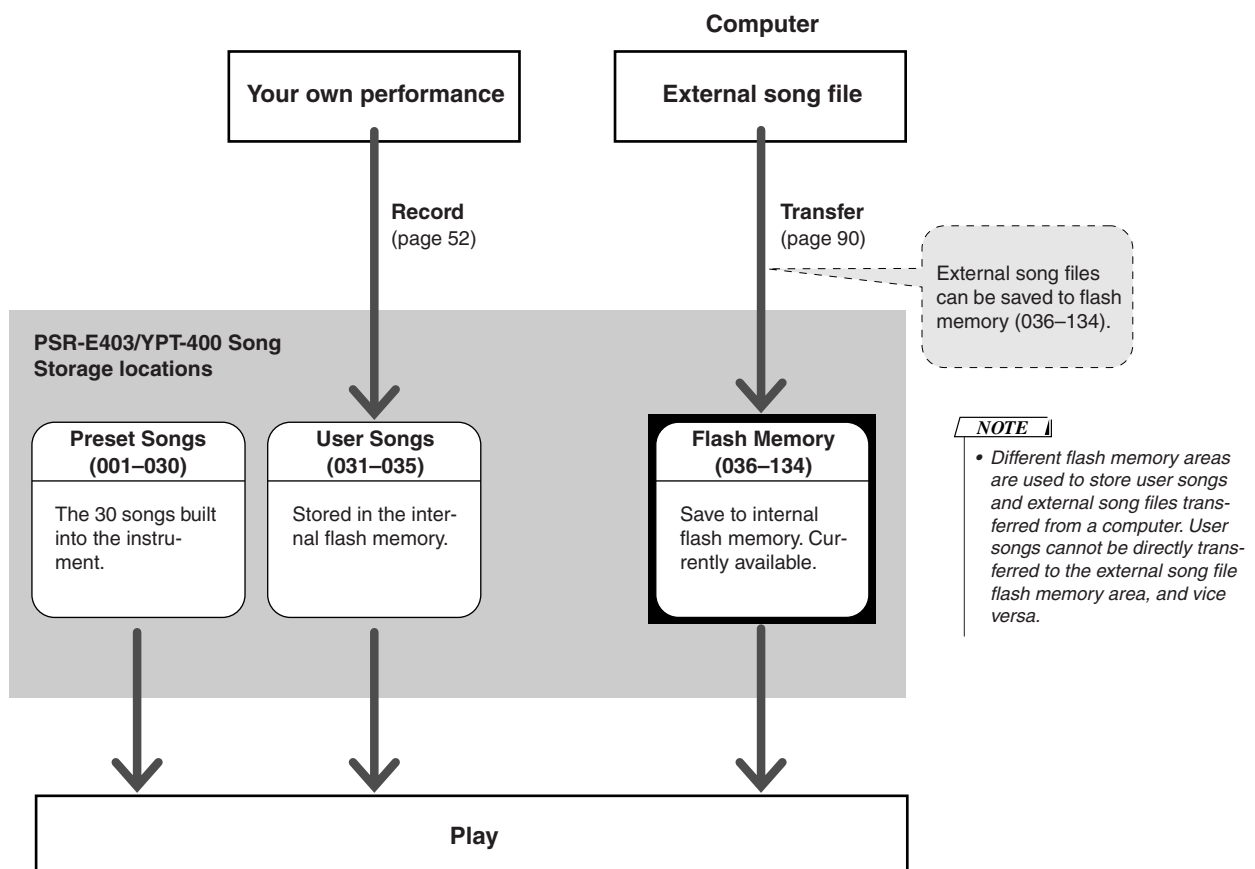 Computer
Your own performance
External song file
Record
(page 52)
Transfer
(page 90)
External song files
can be saved to flash
memory (036–134).
PSR-E403/YPT-400 Song
Storage locations
Preset Songs
(001–030)
The 30 songs built
into the instru-
ment.
User Songs
(031–035)
Stored in the inter-
nal flash memory.
Flash Memory
(036–134)
Save to internal
flash memory. Cur-
rently available.
NOTE
• Different flash memory areas
are used to store user songs
and external song files trans-
ferred from a computer. User
songs cannot be directly trans-
ferred to the external song file
flash memory area, and vice
versa.
Play